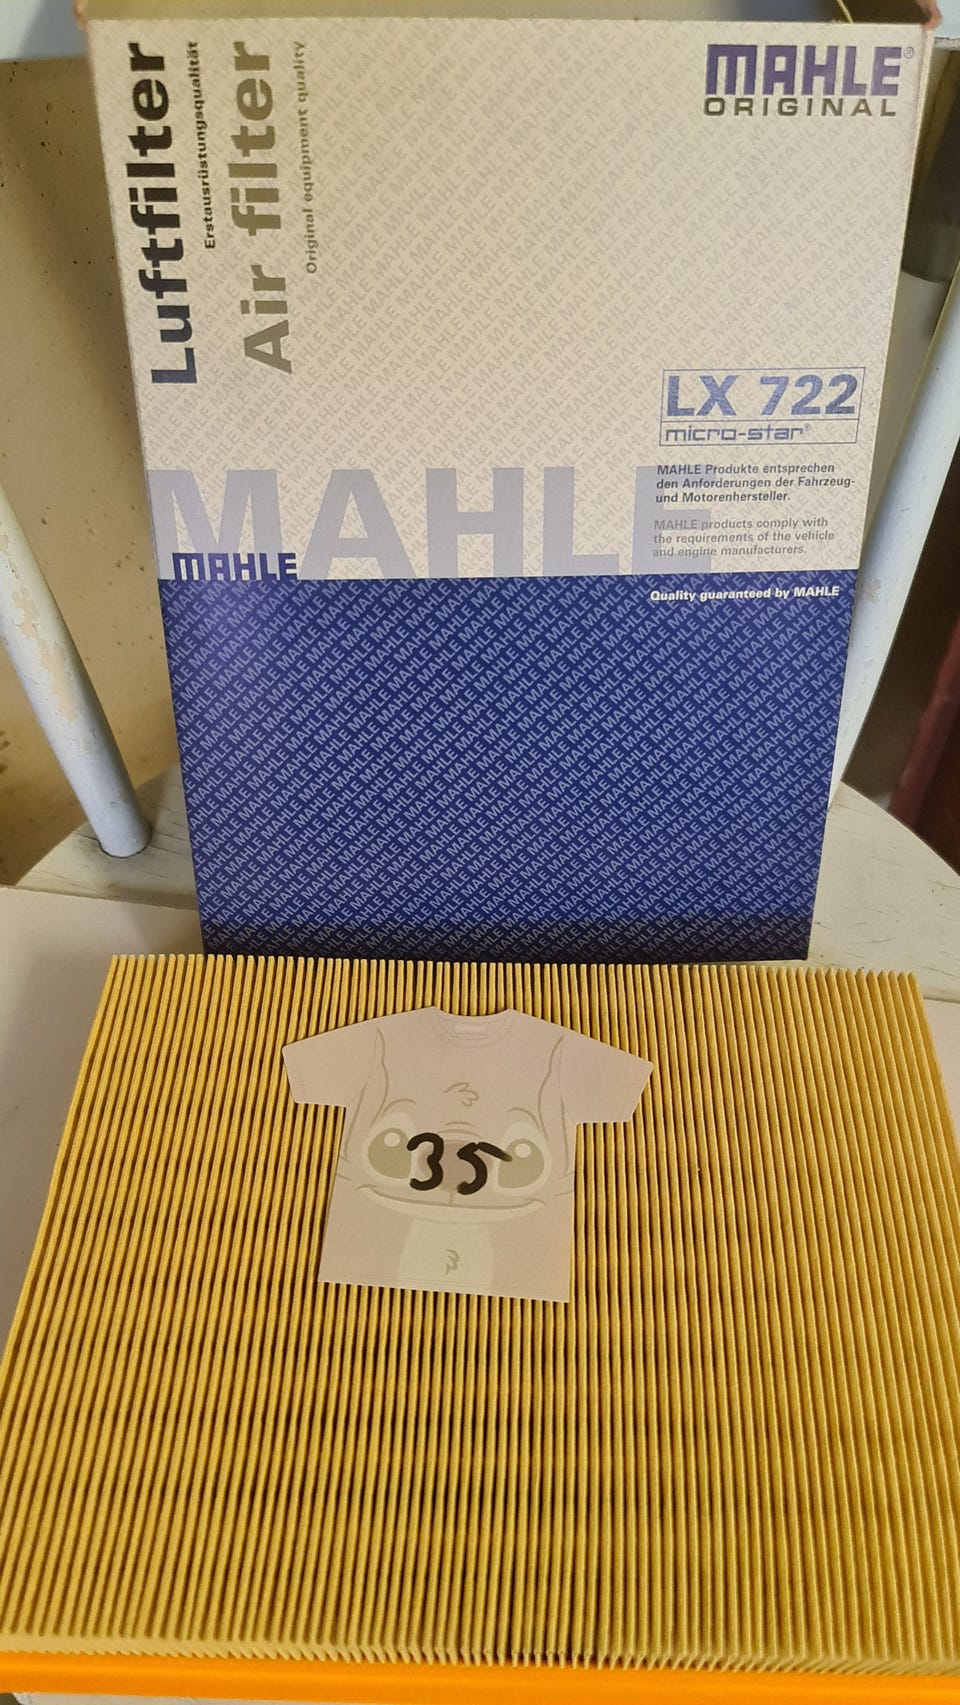 Luftfilter
Erstausrüstungsqualität
Air filter
Original equipment quality
MAHLE®
ORIGINAL
LX 722
micro-star®
MAHLE Produkte entsprechen
den Anforderungen der Fahrzeug-
und Motorenhersteller.
MAHLE products comply with
the requirements of the vehicle
and engine manufacturers.
MAHLE
MAHLE
Quality guaranteed by MAHLE
35